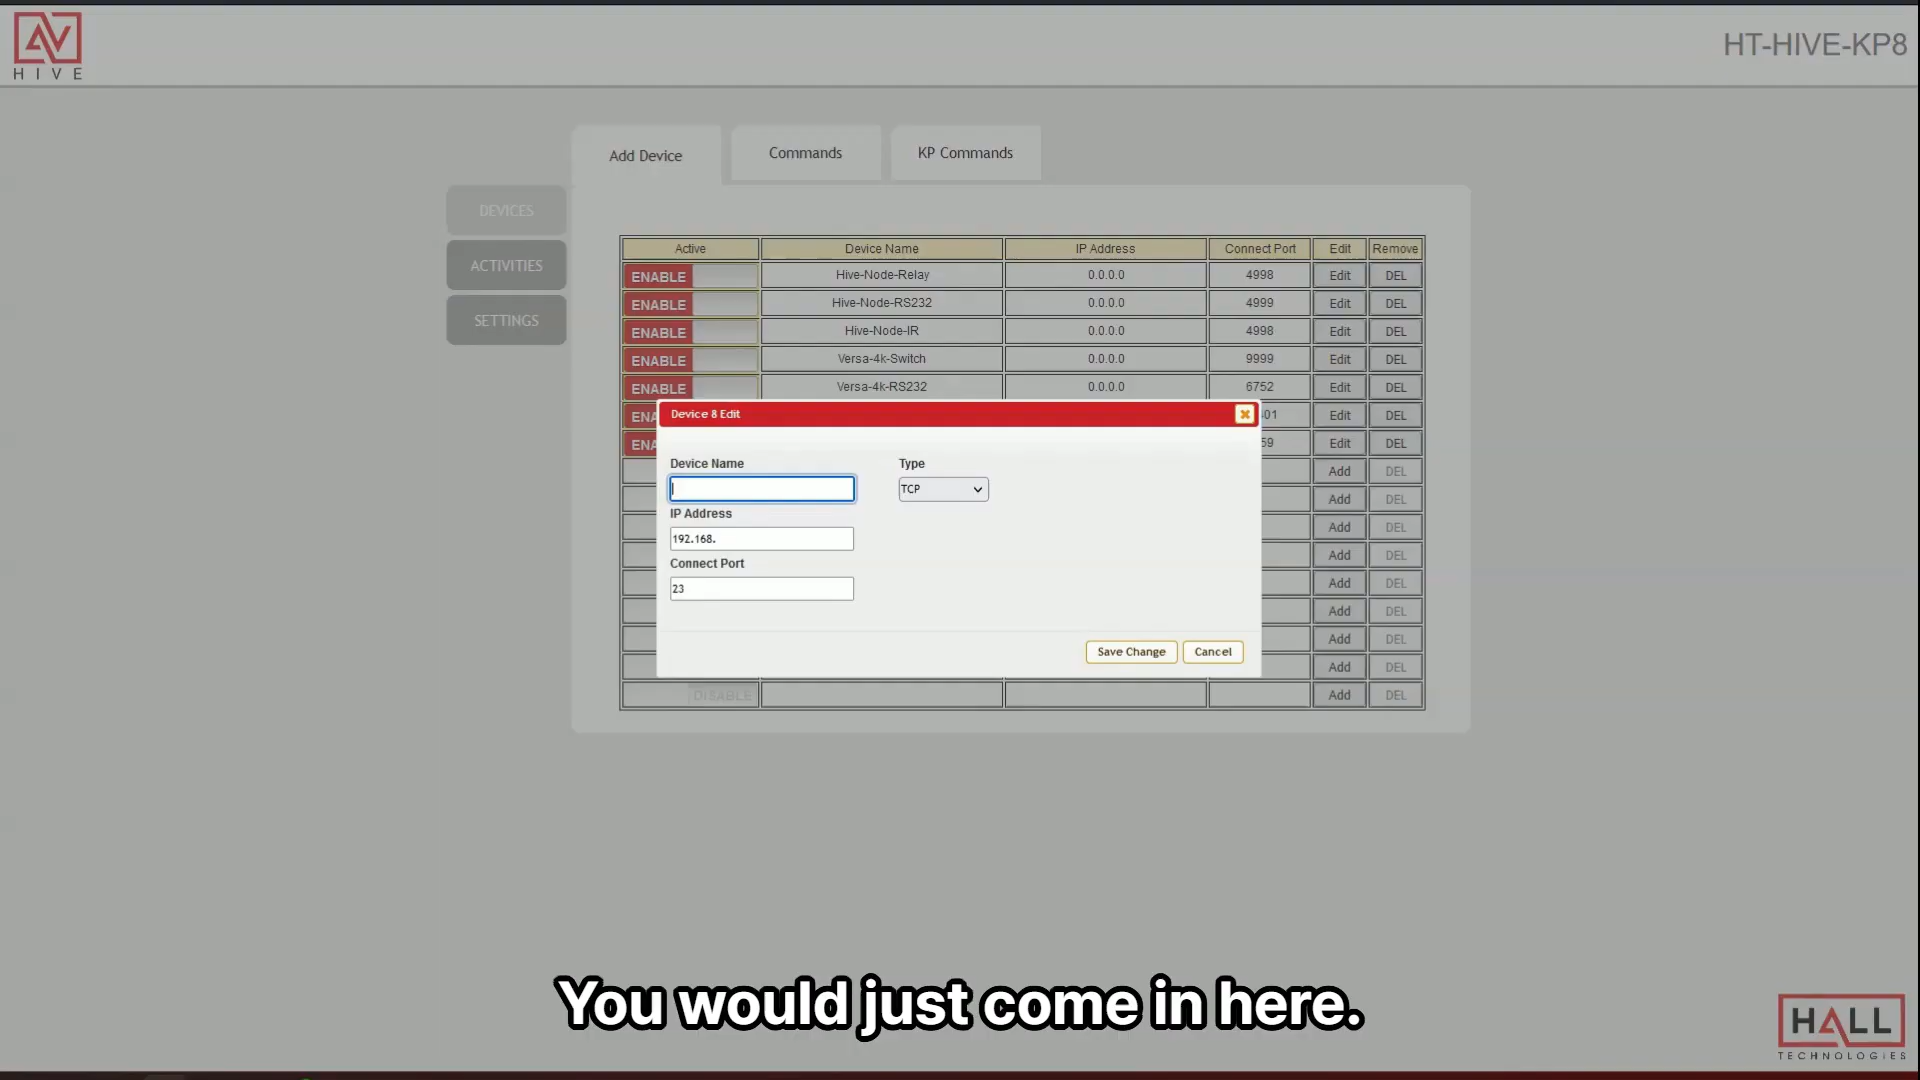 AV
HIVE
HT-HIVE-KP8
Add Device
Commands
KP Commands
DEVICES
ACTIVITIES
SETTINGS
Active Device Name IP Address Connect Port Edit Remove
ENABLE Hive-Node-Relay 0.0.0.0 4998 Edit DEL
ENABLE Hive-Node-RS232 0.0.0.0 4999 Edit DEL
ENABLE Hive-Node-IR 0.0.0.0 4998 Edit DEL
ENABLE Versa-4k-Switch 0.0.0.0 9999 Edit DEL
ENABLE Versa-4k-RS232 0.0.0.0 6752 Edit DEL
ENA 01 Edit DEL
ENA 59 Edit DEL
Add DEL
Add DEL
Add DEL
Add DEL
Add DEL
Add DEL
Add DEL
Add DEL
DISABLE Add DEL
Device 8 Edit
Device Name Type
TCP
IP Address
192.168.
Connect Port
23
Save Change Cancel
You would just come in here.
HALL
TECHNOLOGIES